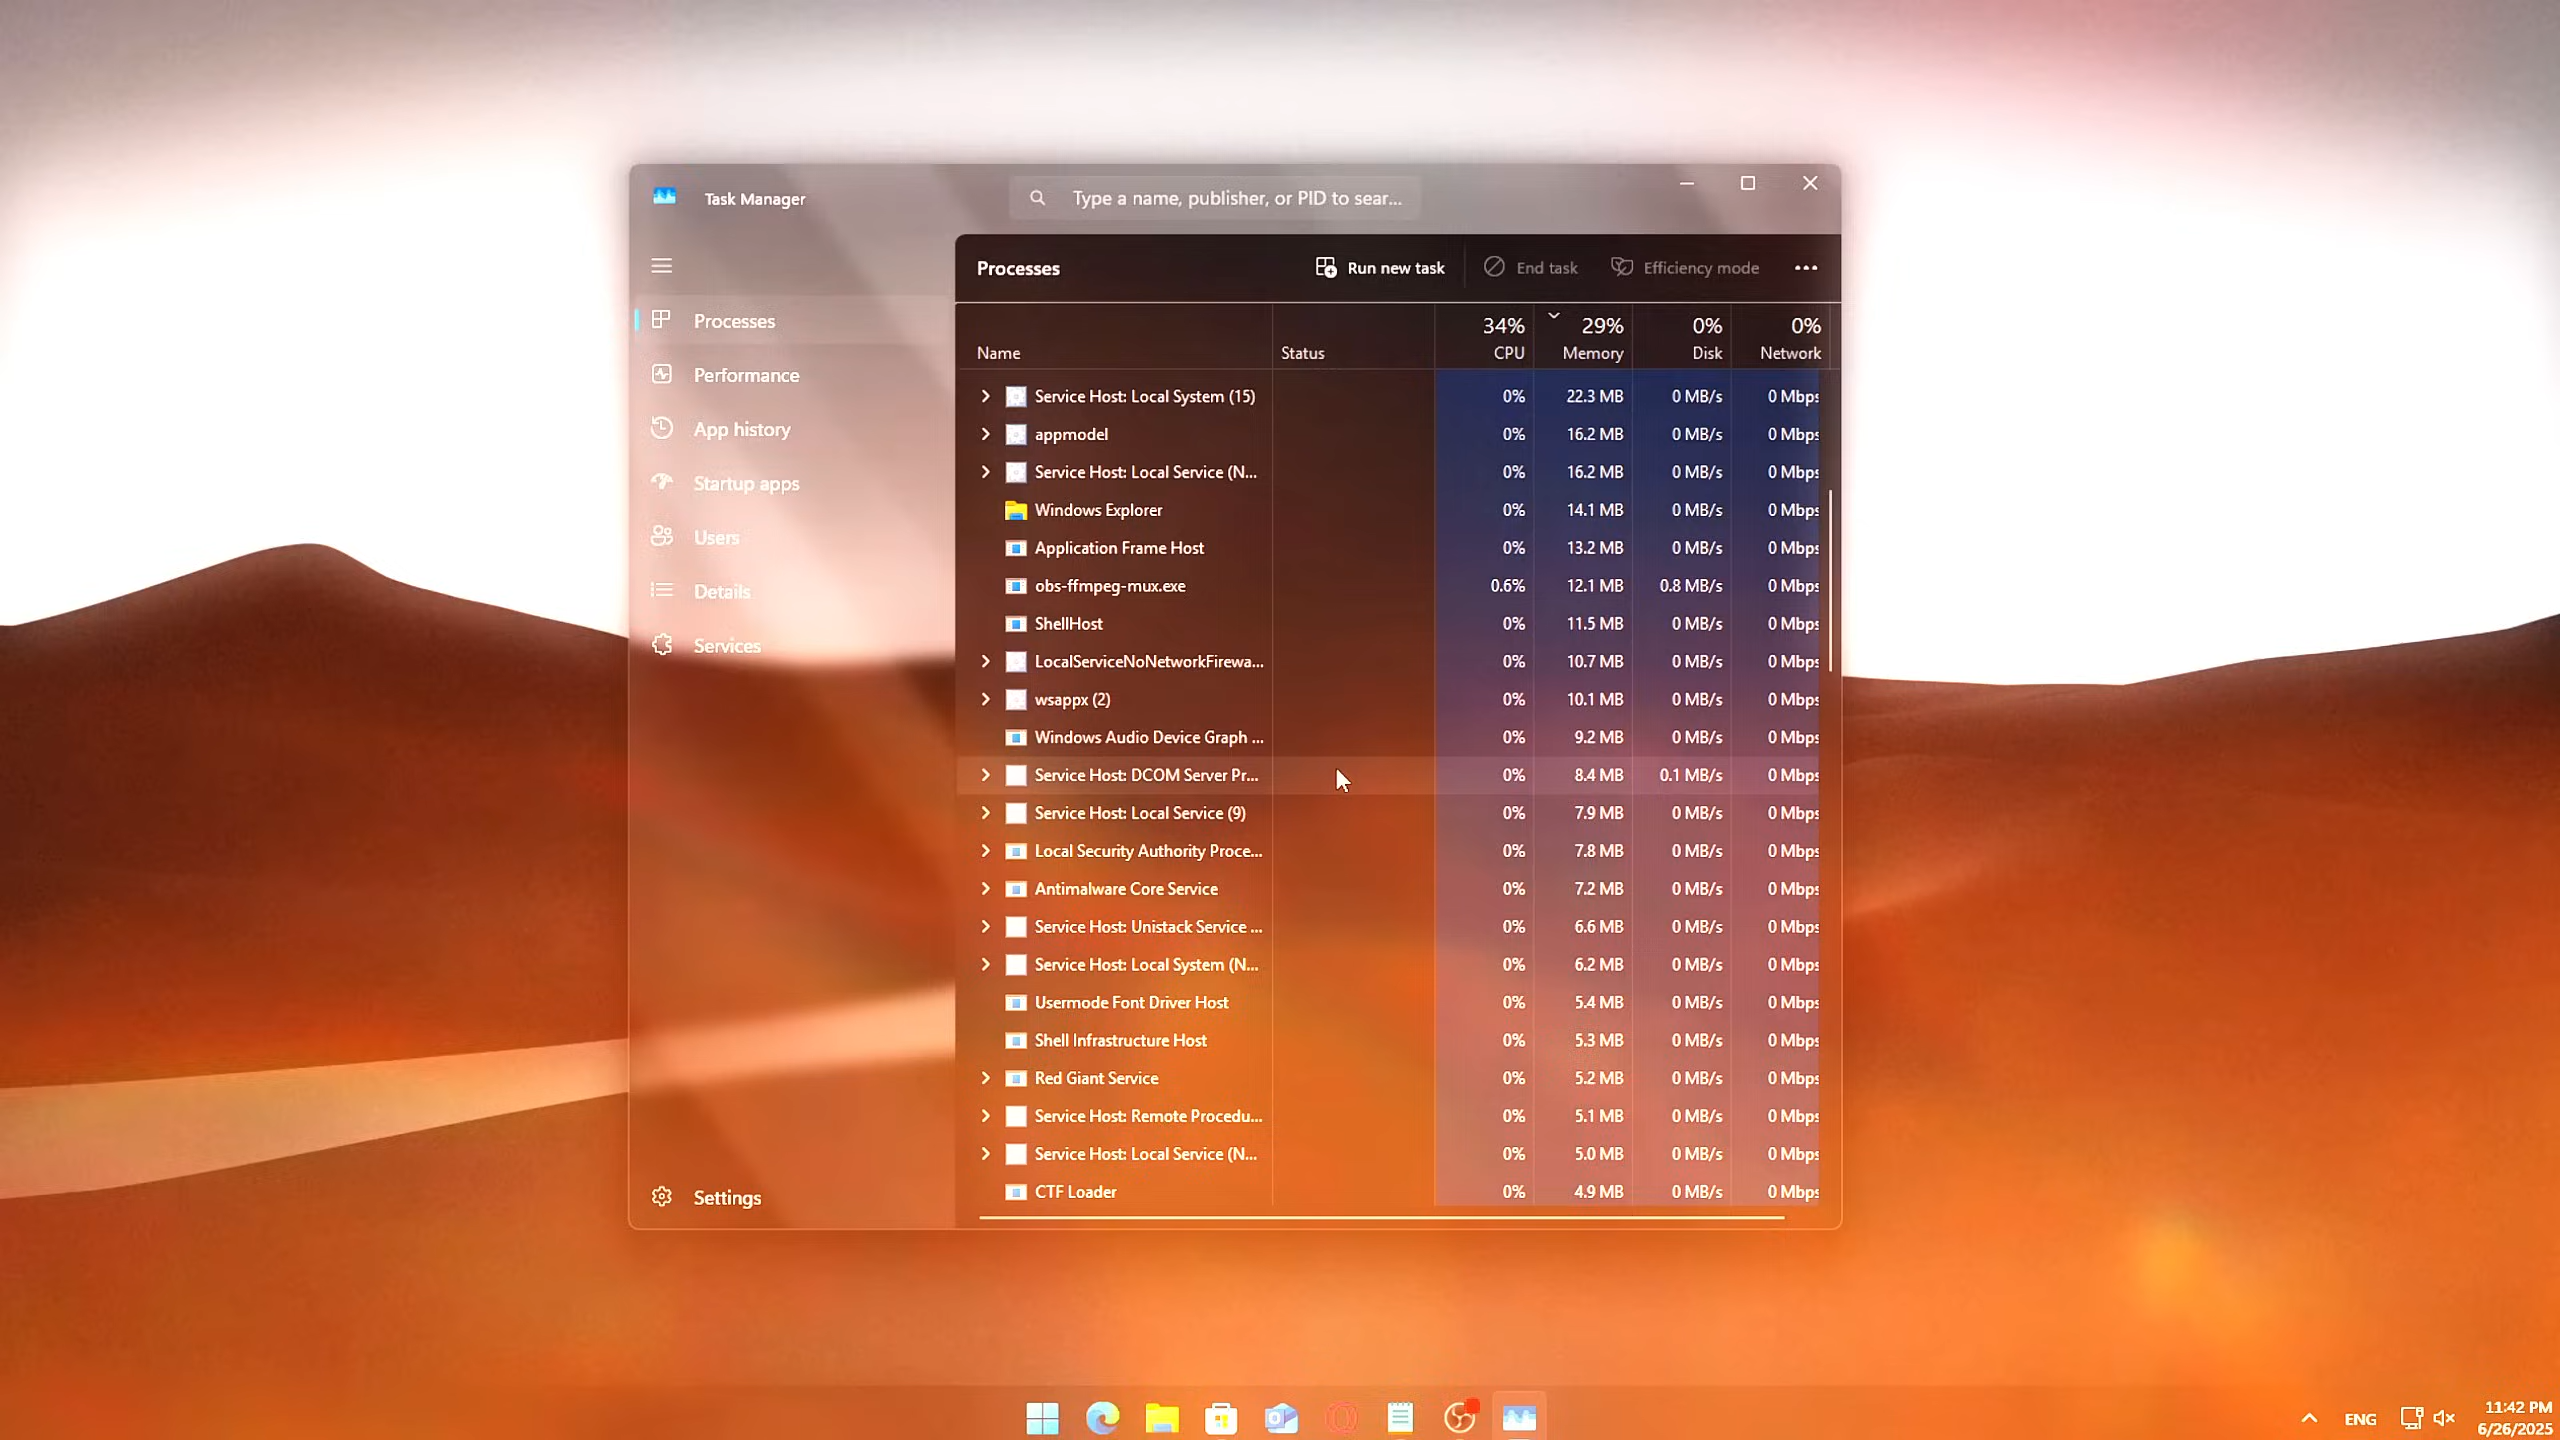 Task Manager
Type a name, publisher, or PID to sear...
Processes
Performance
App history
Startup apps
Users
Details
Services
Settings
Processes
Run new task
End task
Efficiency mode
34% 29% 0% 0%
Name Status CPU Memory Disk Network
Service Host: Local System (15) 0% 22.3 MB 0 MB/s 0 Mbps
appmodel 0% 16.2 MB 0 MB/s 0 Mbps
Service Host: Local Service (N... 0% 16.2 MB 0 MB/s 0 Mbps
Windows Explorer 0% 14.1 MB 0 MB/s 0 Mbps
Application Frame Host 0% 13.2 MB 0 MB/s 0 Mbps
obs-ffmpeg-mux.exe 0.6% 12.1 MB 0.8 MB/s 0 Mbps
ShellHost 0% 11.5 MB 0 MB/s 0 Mbps
LocalServiceNoNetworkFirewa... 0% 10.7 MB 0 MB/s 0 Mbps
wsappx (2) 0% 10.1 MB 0 MB/s 0 Mbps
Windows Audio Device Graph ... 0% 9.2 MB 0 MB/s 0 Mbps
Service Host: DCOM Server Pr... 0% 8.4 MB 0.1 MB/s 0 Mbps
Service Host: Local Service (9) 0% 7.9 MB 0 MB/s 0 Mbps
Local Security Authority Proce... 0% 7.8 MB 0 MB/s 0 Mbps
Antimalware Core Service 0% 7.2 MB 0 MB/s 0 Mbps
Service Host: Unistack Service ... 0% 6.6 MB 0 MB/s 0 Mbps
Service Host: Local System (N... 0% 6.2 MB 0 MB/s 0 Mbps
Usermode Font Driver Host 0% 5.4 MB 0 MB/s 0 Mbps
Shell Infrastructure Host 0% 5.3 MB 0 MB/s 0 Mbps
Red Giant Service 0% 5.2 MB 0 MB/s 0 Mbps
Service Host: Remote Procedu... 0% 5.1 MB 0 MB/s 0 Mbps
Service Host: Local Service (N... 0% 5.0 MB 0 MB/s 0 Mbps
CTF Loader 0% 4.9 MB 0 MB/s 0 Mbps
ENG
11:42 PM
6/26/2025